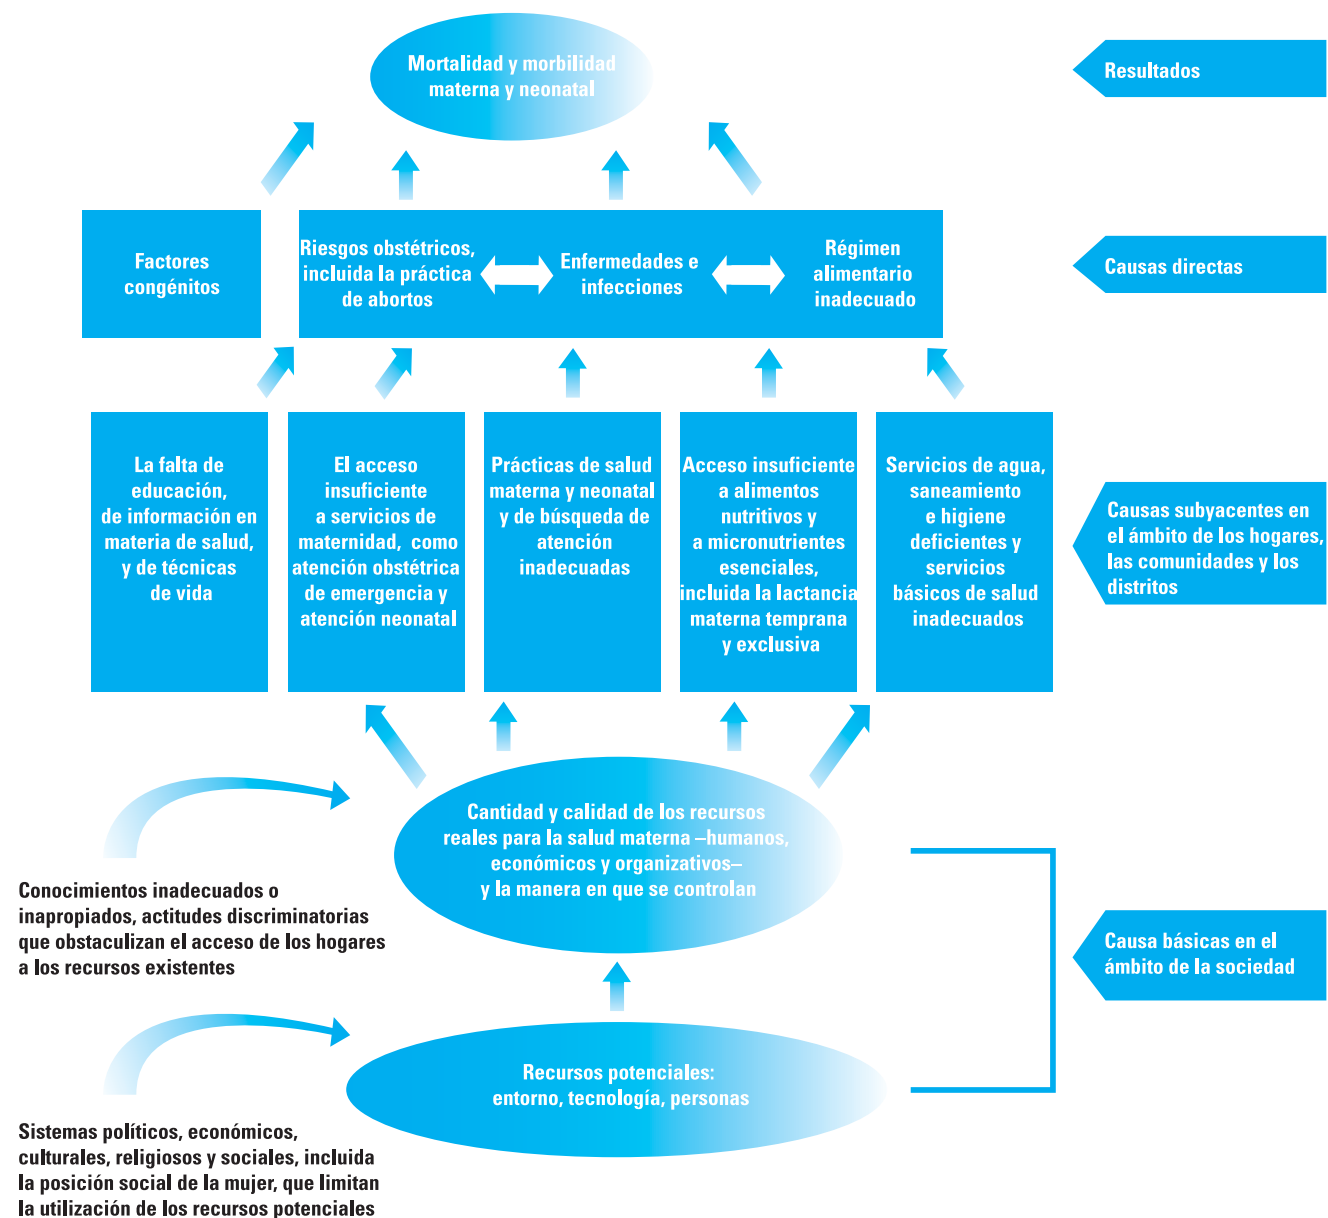 Mortalidad y morbilidad
materna y neonatal
Resultados
Factores
congénitos
Riesgos obstétricos,
incluida la práctica
de abortos
Enfermedades e
infecciones
Régimen
alimentario
inadecuado
Causas directas
La falta de
educación,
de información en
materia de salud,
y de técnicas
de vida
El acceso
insuficiente
a servicios de
maternidad, como
atención obstétrica
de emergencia y
atención neonatal
Prácticas de salud
materna y neonatal
y de búsqueda de
atención
inadecuadas
Acceso insuficiente
a alimentos
nutritivos y
a micronutrientes
esenciales,
incluida la lactancia
materna temprana
y exclusiva
Servicios de agua,
saneamiento
e higiene
deficientes y
servicios
básicos de salud
inadecuados
Causas subyacentes en
el ámbito de los hogares,
las comunidades y los
distritos
Cantidad y calidad de los recursos
reales para la salud materna –humanos,
económicos y organizativos–
y la manera en que se controlan
Conocimientos inadecuados o
inapropiados, actitudes discriminatorias
que obstaculizan el acceso de los hogares
a los recursos existentes
Causa básicas en el
ámbito de la sociedad
Recursos potenciales:
entorno, tecnología, personas
Sistemas políticos, económicos,
culturales, religiosos y sociales, incluida
la posición social de la mujer, que limitan
la utilización de los recursos potenciales